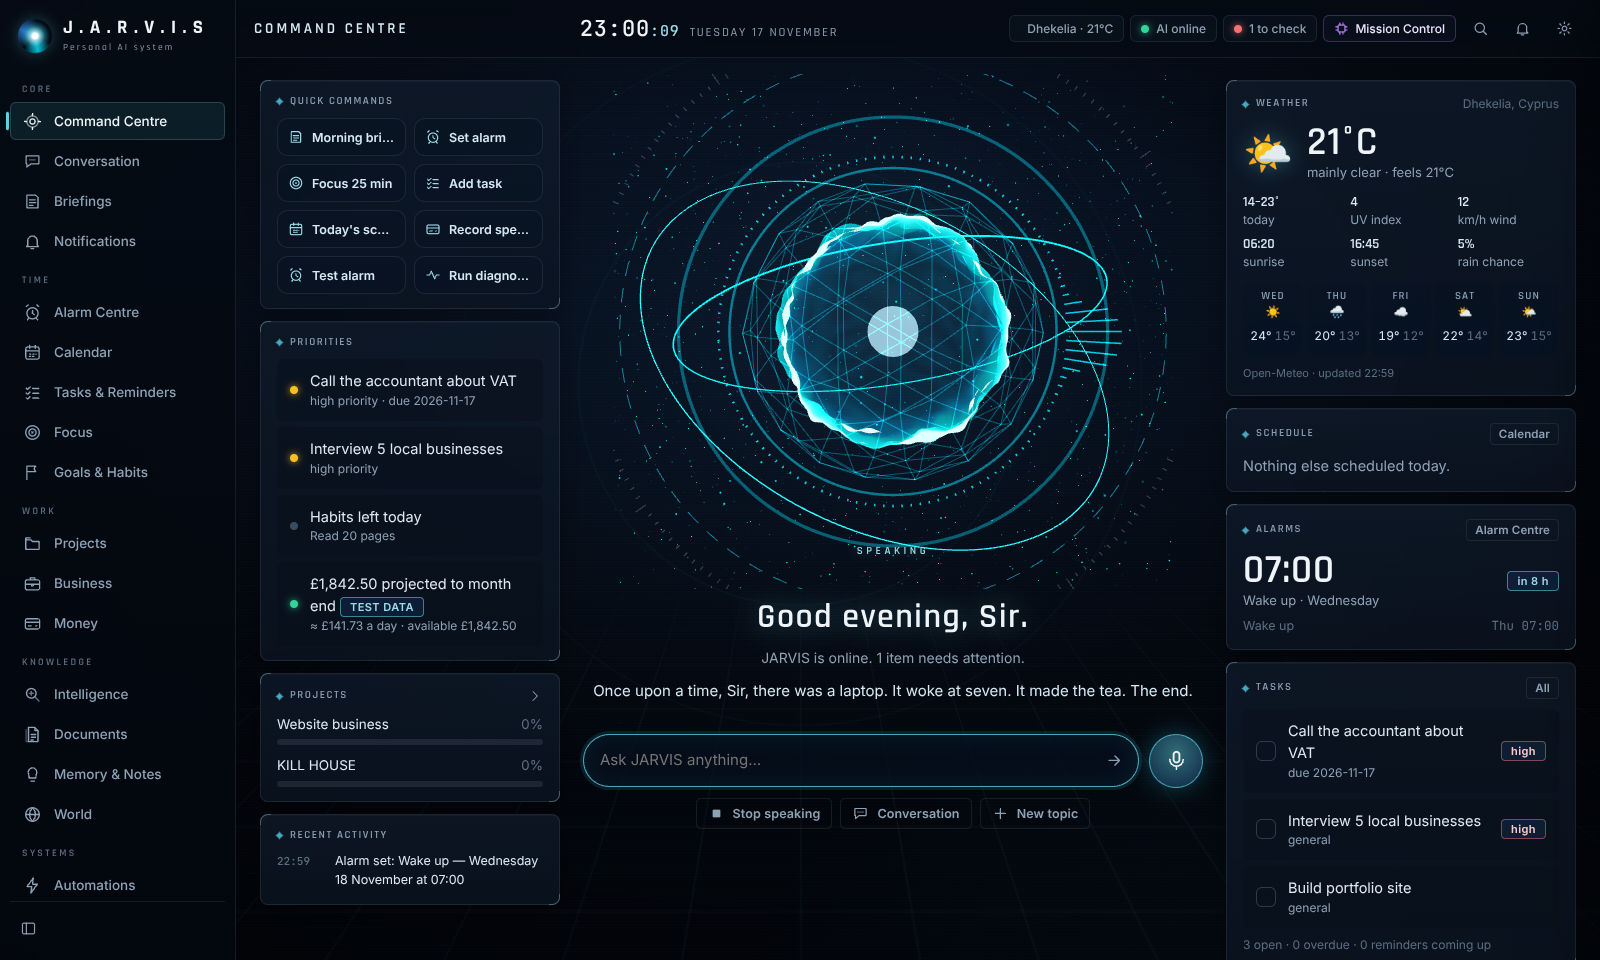 J.A.R.V.I.S
Personal AI system
CORE
Command Centre
Conversation
Briefings
Notifications
TIME
Alarm Centre
Calendar
Tasks & Reminders
Focus
Goals & Habits
WORK
Projects
Business
Money
KNOWLEDGE
Intelligence
Documents
Memory & Notes
World
SYSTEMS
Automations
COMMAND CENTRE
23:00:09 TUESDAY 17 NOVEMBER
Dhekelia · 21°C
AI online
1 to check
Mission Control
QUICK COMMANDS
Morning bri...
Set alarm
Focus 25 min
Add task
Today's sc...
Record spe...
Test alarm
Run diagno...
PRIORITIES
Call the accountant about VAT
high priority · due 2026-11-17
Interview 5 local businesses
high priority
Habits left today
Read 20 pages
£1,842.50 projected to month
end TEST DATA
≈ £141.73 a day · available £1,842.50
PROJECTS
Website business 0%
KILL HOUSE 0%
RECENT ACTIVITY
22:59 Alarm set: Wake up — Wednesday
18 November at 07:00
SPEAKING
Good evening, Sir.
JARVIS is online. 1 item needs attention.
Once upon a time, Sir, there was a laptop. It woke at seven. It made the tea. The end.
Ask JARVIS anything...
Stop speaking
Conversation
New topic
WEATHER
Dhekelia, Cyprus
21°C
mainly clear · feels 21°C
14–23° 4 12
today UV index km/h wind
06:20 16:45 5%
sunrise sunset rain chance
WED THU FRI SAT SUN
24° 15° 20° 13° 19° 12° 22° 14° 23° 15°
Open-Meteo · updated 22:59
SCHEDULE
Calendar
Nothing else scheduled today.
ALARMS
Alarm Centre
07:00
in 8 h
Wake up · Wednesday
Wake up Thu 07:00
TASKS
All
Call the accountant about
VAT
high
due 2026-11-17
Interview 5 local businesses
high
general
Build portfolio site
general
3 open · 0 overdue · 0 reminders coming up